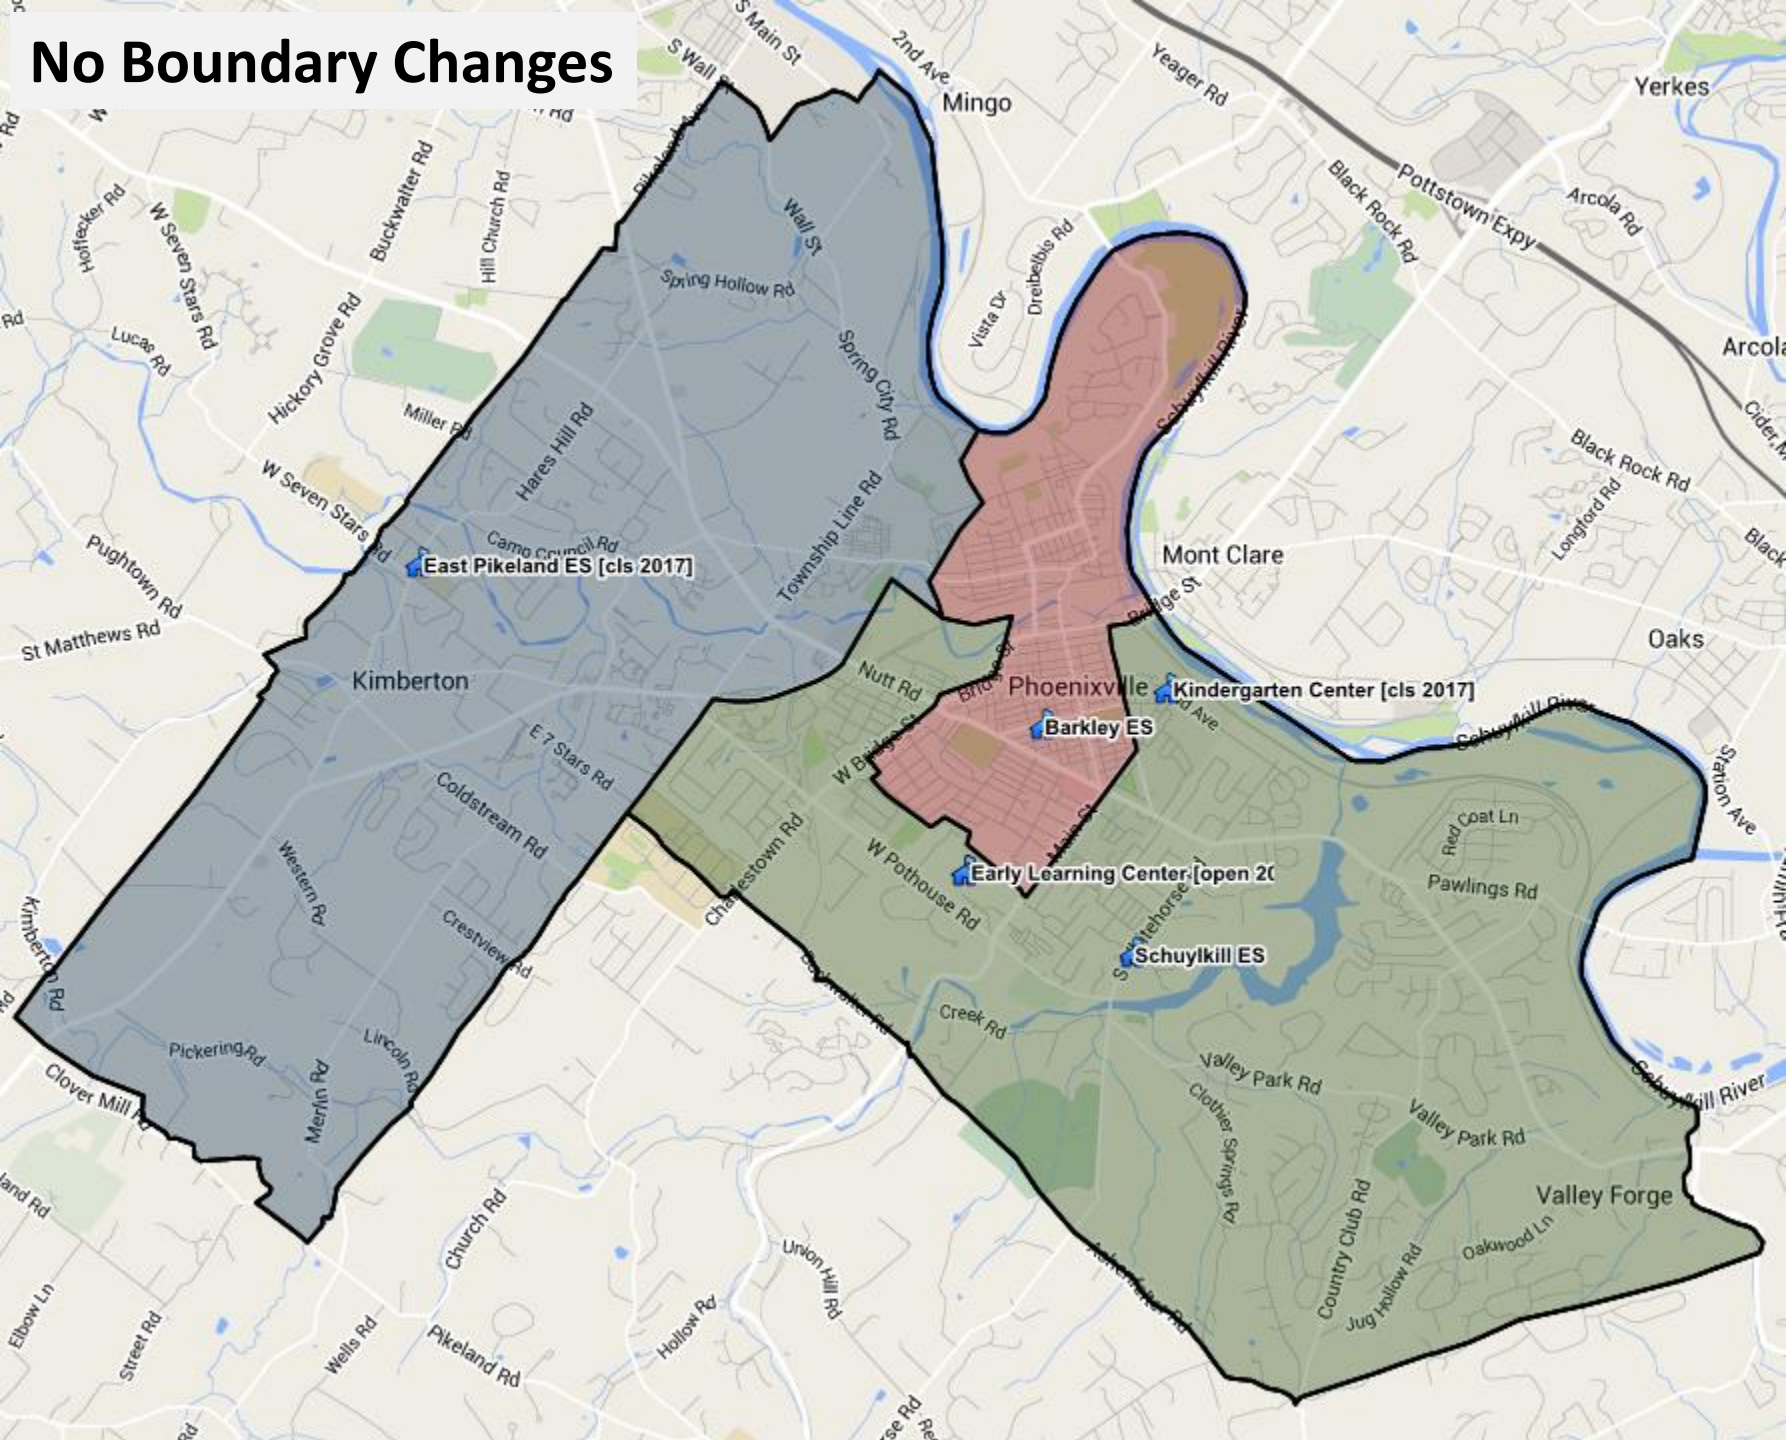 No Boundary Changes
S Main St
S Wall St
2nd Ave
Mingo
Yeager Rd
Yerkes
Pottstown Expy
Black Rock Rd
Arcola Rd
Hoffecker Rd
W Seven Stars Rd
Buckwalter Rd
Hill Church Rd
Wall St
Spring Hollow Rd
Dreibelbis Rd
Vista Dr
Rd
Lucas Rd
Hickory Grove Rd
Spring City Rd
Schuylkill River
Arcola
Miller Rd
Hares Hill Rd
Black Rock Rd
W Seven Stars Rd
Township Line Rd
Longford Rd
Black
Pughtown Rd
Camp Council Rd
East Pikeland ES [cls 2017]
Mont Clare
Bridge St
St Matthews Rd
Oaks
Kimberton
Nutt Rd
Bridge St
Phoenixville
Kindergarten Center [cls 2017]
Barkley ES
Schuylkill River
E 7 Stars Rd
W Bridge St
Station Ave
Coldstream Rd
Charlestown Rd
Main St
Red Coat Ln
Western Rd
W Pothouse Rd
Early Learning Center [open 20
Pawlings Rd
Kimberton Rd
Crestview Rd
Schuylkill ES
Creek Rd
Pickering Rd
Lincoln Rd
Merlin Rd
Clover Mill Rd
Valley Park Rd
Schuylkill River
Clothier Springs Rd
Valley Park Rd
Church Rd
Valley Forge
Country Club Rd
Oakwood Ln
Jug Hollow Rd
Union Hill Rd
Elbow Ln
Street Rd
Wells Rd
Pikeland Rd
Hollow Rd